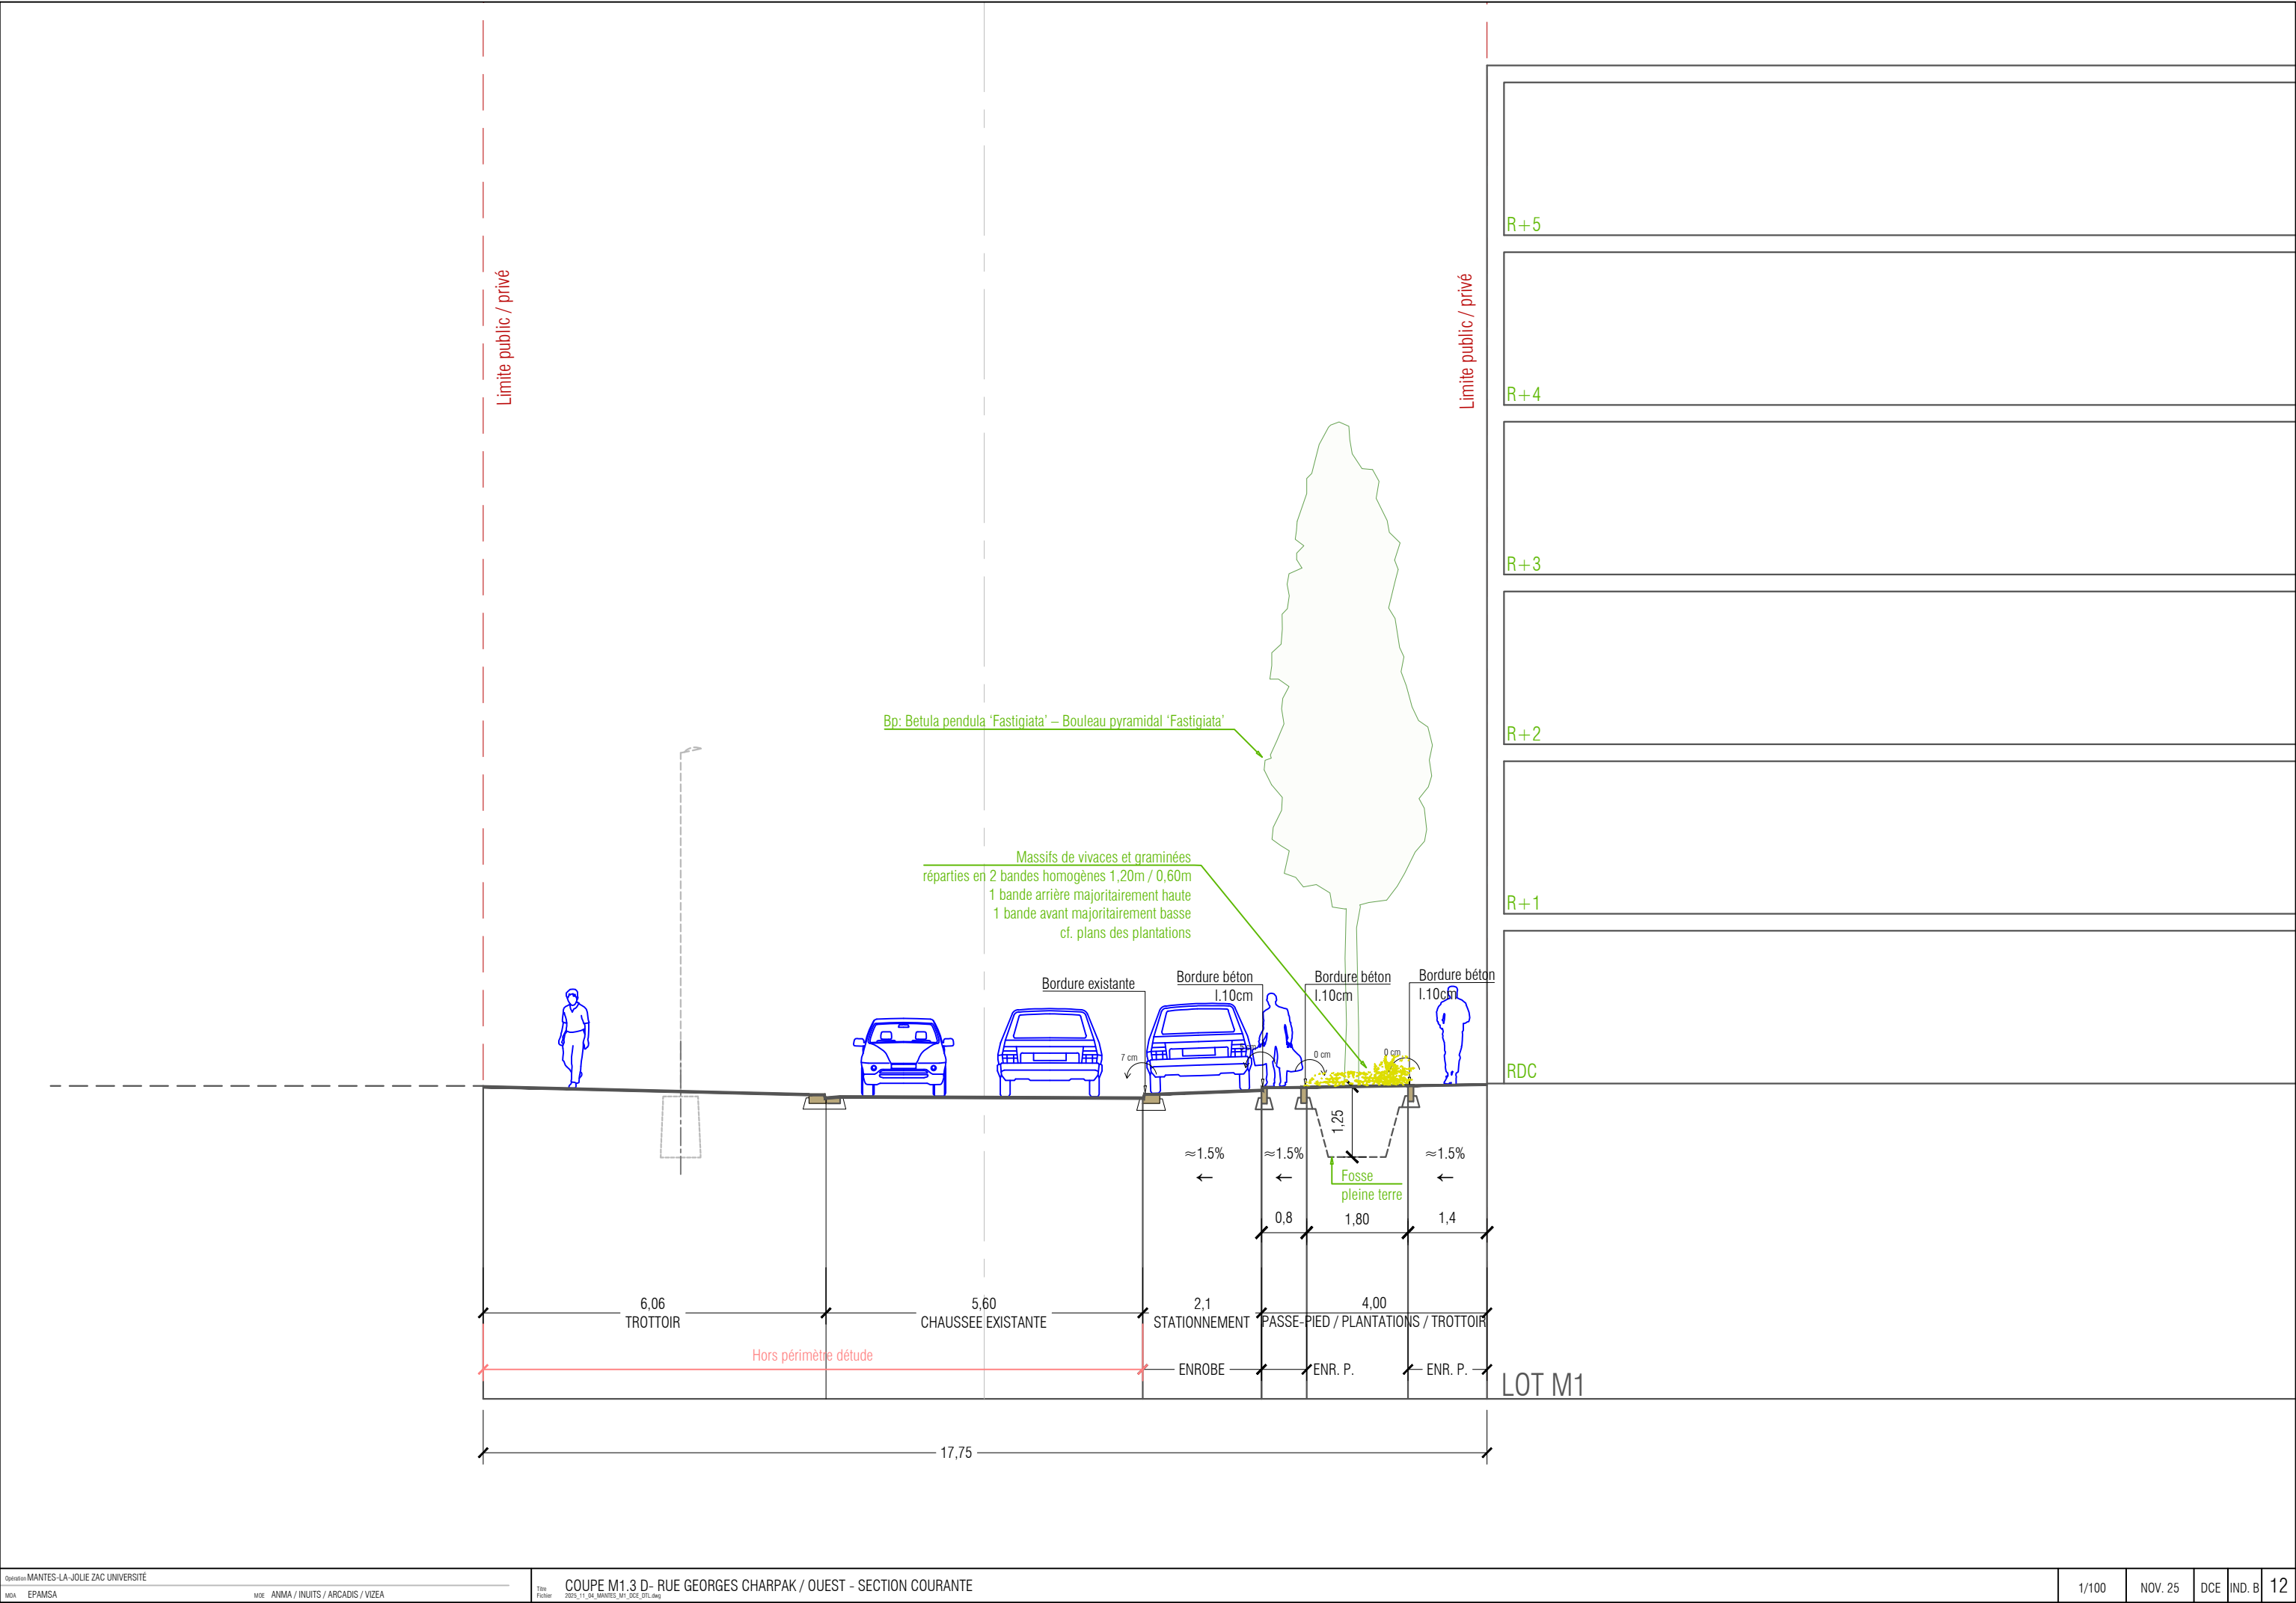 Limite public / privé
Limite public / privé
R+5
R+4
R+3
R+2
R+1
RDC
Bp: Betula pendula ‘Fastigiata’ – Bouleau pyramidal ‘Fastigiata’
Massifs de vivaces et graminées
réparties en 2 bandes homogènes 1,20m / 0,60m
1 bande arrière majoritairement haute
1 bande avant majoritairement basse
cf. plans des plantations
Bordure existante
Bordure béton
l.10cm
Bordure béton
l.10cm
Bordure béton
l.10cm
7 cm
0 cm
0 cm
1,25
≈1.5%
←
≈1.5%
←
≈1.5%
←
Fosse
pleine terre
0,8
1,80
1,4
6,06
TROTTOIR
5,60
CHAUSSEE EXISTANTE
2,1
STATIONNEMENT
4,00
PASSE-PIED / PLANTATIONS / TROTTOIR
Hors périmètre détude
ENROBE
ENR. P.
ENR. P.
LOT M1
17,75
Opération MANTES-LA-JOLIE ZAC UNIVERSITÉ
MOA EPAMSA
MOE ANMA / INUITS / ARCADIS / VIZEA
Titre COUPE M1.3 D- RUE GEORGES CHARPAK / OUEST - SECTION COURANTE
Fichier 2025_11_04_MANTES_M1_DCE_DTL.dwg
1/100
NOV. 25
DCE
IND. B
12